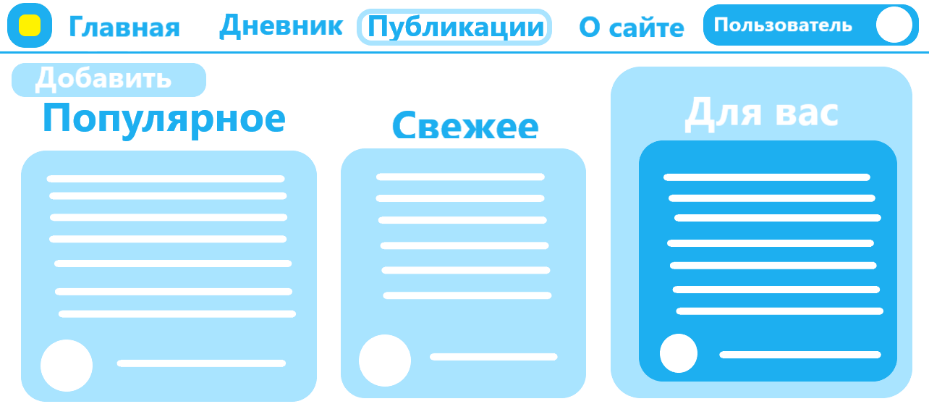 Главная Дневник Публикации О сайте Пользователь
Добавить
Популярное Свежее Для вас